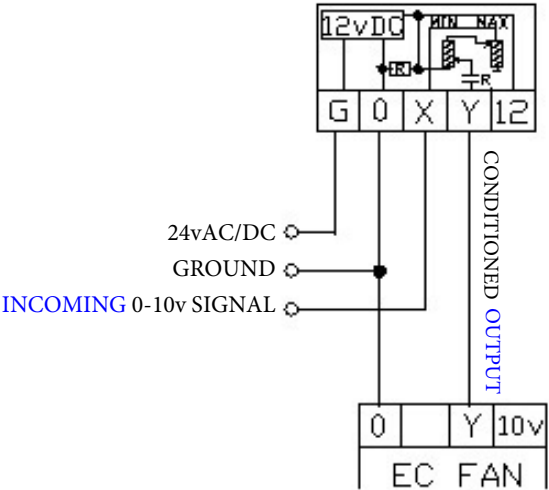 12vDC MIN MAX
R
R
G 0 X Y 12
CONDITIONED OUTPUT
24vAC/DC
GROUND
INCOMING 0-10v SIGNAL
0 Y 10v
EC FAN